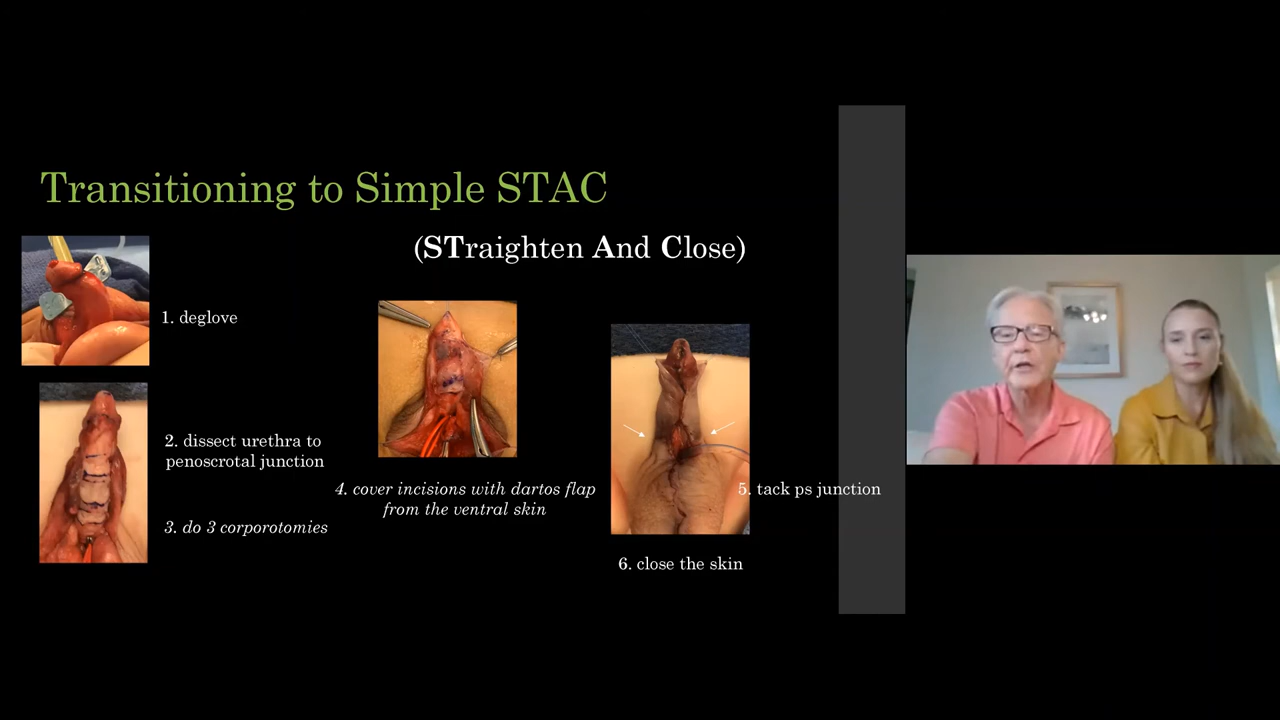 Transitioning to Simple STAC
(STraighten And Close)
1. deglove
2. dissect urethra to
penoscrotal junction
3. do 3 corporotomies
4. cover incisions with dartos flap
from the ventral skin
5. tack ps junction
6. close the skin